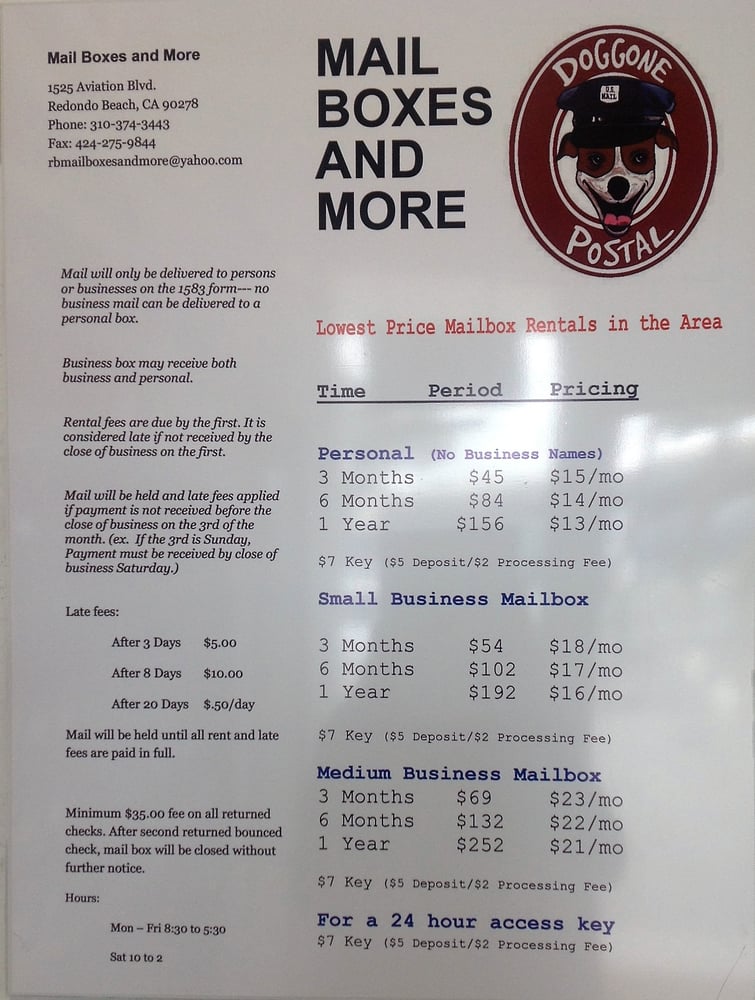 Mail Boxes and More
1525 Aviation Blvd.
Redondo Beach, CA 90278
Phone: 310-374-3443
Fax: 424-275-9844
rbmailboxesandmore@yahoo.com
MAIL
BOXES
AND
MORE
DOGGONE
U.S.
MAIL
POSTAL
Mail will only be delivered to persons
or businesses on the 1583 form--- no
business mail can be delivered to a
personal box.
Business box may receive both
business and personal.
Rental fees are due by the first. It is
considered late if not received by the
close of business on the first.
Mail will be held and late fees applied
if payment is not received before the
close of business on the 3rd of the
month. (ex. If the 3rd is Sunday,
Payment must be received by close of
business Saturday.)
Late fees:
After 3 Days $5.00
After 8 Days $10.00
After 20 Days $.50/day
Mail will be held until all rent and late
fees are paid in full.
Minimum $35.00 fee on all returned
checks. After second returned bounced
check, mail box will be closed without
further notice.
Hours:
Mon – Fri 8:30 to 5:30
Sat 10 to 2
Lowest Price Mailbox Rentals in the Area
Time Period Pricing
Personal (No Business Names)
3 Months $45 $15/mo
6 Months $84 $14/mo
1 Year $156 $13/mo
$7 Key ($5 Deposit/$2 Processing Fee)
Small Business Mailbox
3 Months $54 $18/mo
6 Months $102 $17/mo
1 Year $192 $16/mo
$7 Key ($5 Deposit/$2 Processing Fee)
Medium Business Mailbox
3 Months $69 $23/mo
6 Months $132 $22/mo
1 Year $252 $21/mo
$7 Key ($5 Deposit/$2 Processing Fee)
For a 24 hour access key
$7 Key ($5 Deposit/$2 Processing Fee)